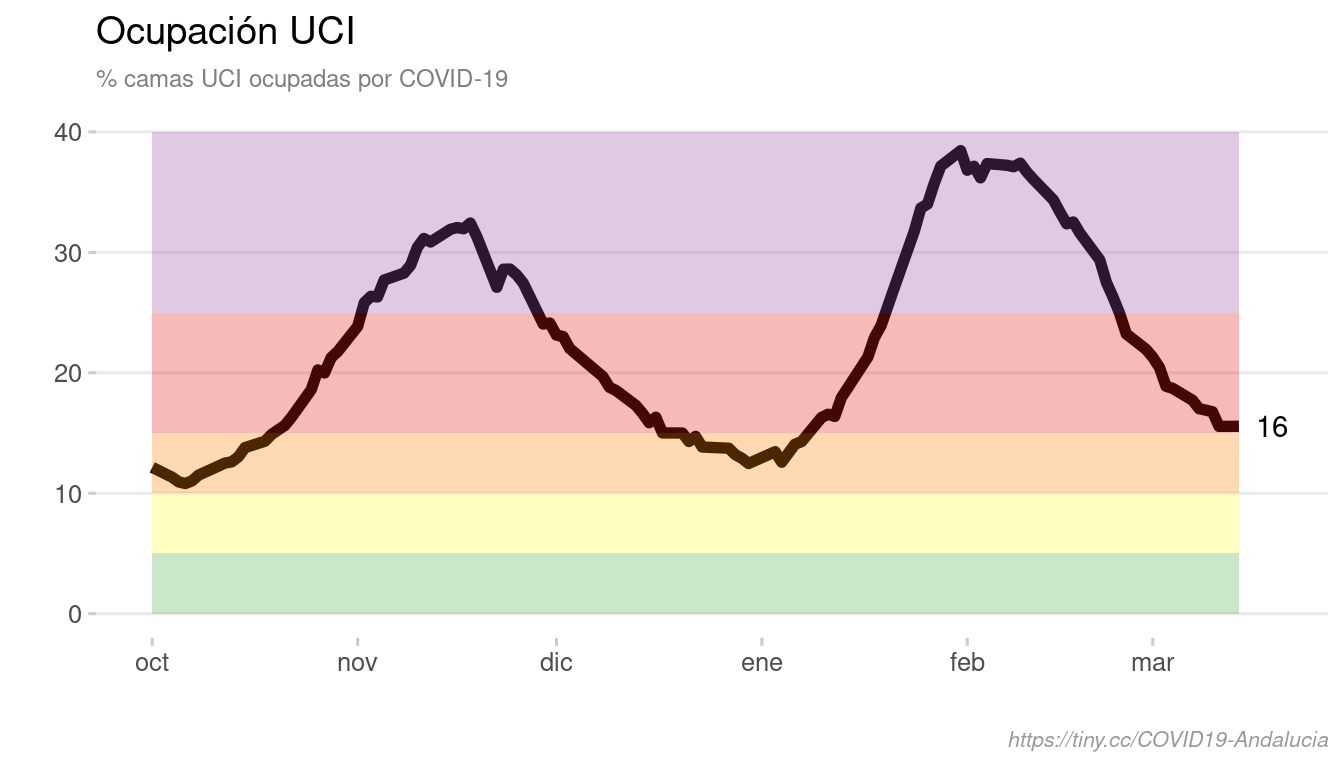 Ocupación UCI
% camas UCI ocupadas por COVID-19
40
30
20
10
0
16
oct nov dic ene feb mar
https://tiny.cc/COVID19-Andalucia